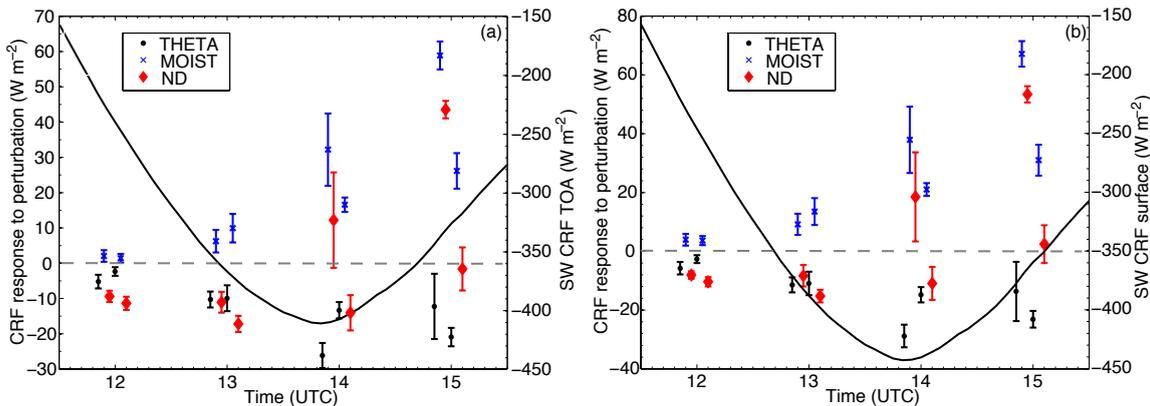 (a)
THETA
MOIST
ND
CRF response to perturbation (W m−2)
70
60
50
40
30
20
10
0
−10
−20
−30
12
13
14
15
Time (UTC)
−150
−200
−250
−300
−350
−400
−450
SW CRF TOA (W m−2)
(b)
THETA
MOIST
ND
CRF response to perturbation (W m−2)
80
60
40
20
0
−20
−40
12
13
14
15
Time (UTC)
−150
−200
−250
−300
−350
−400
−450
SW CRF surface (W m−2)